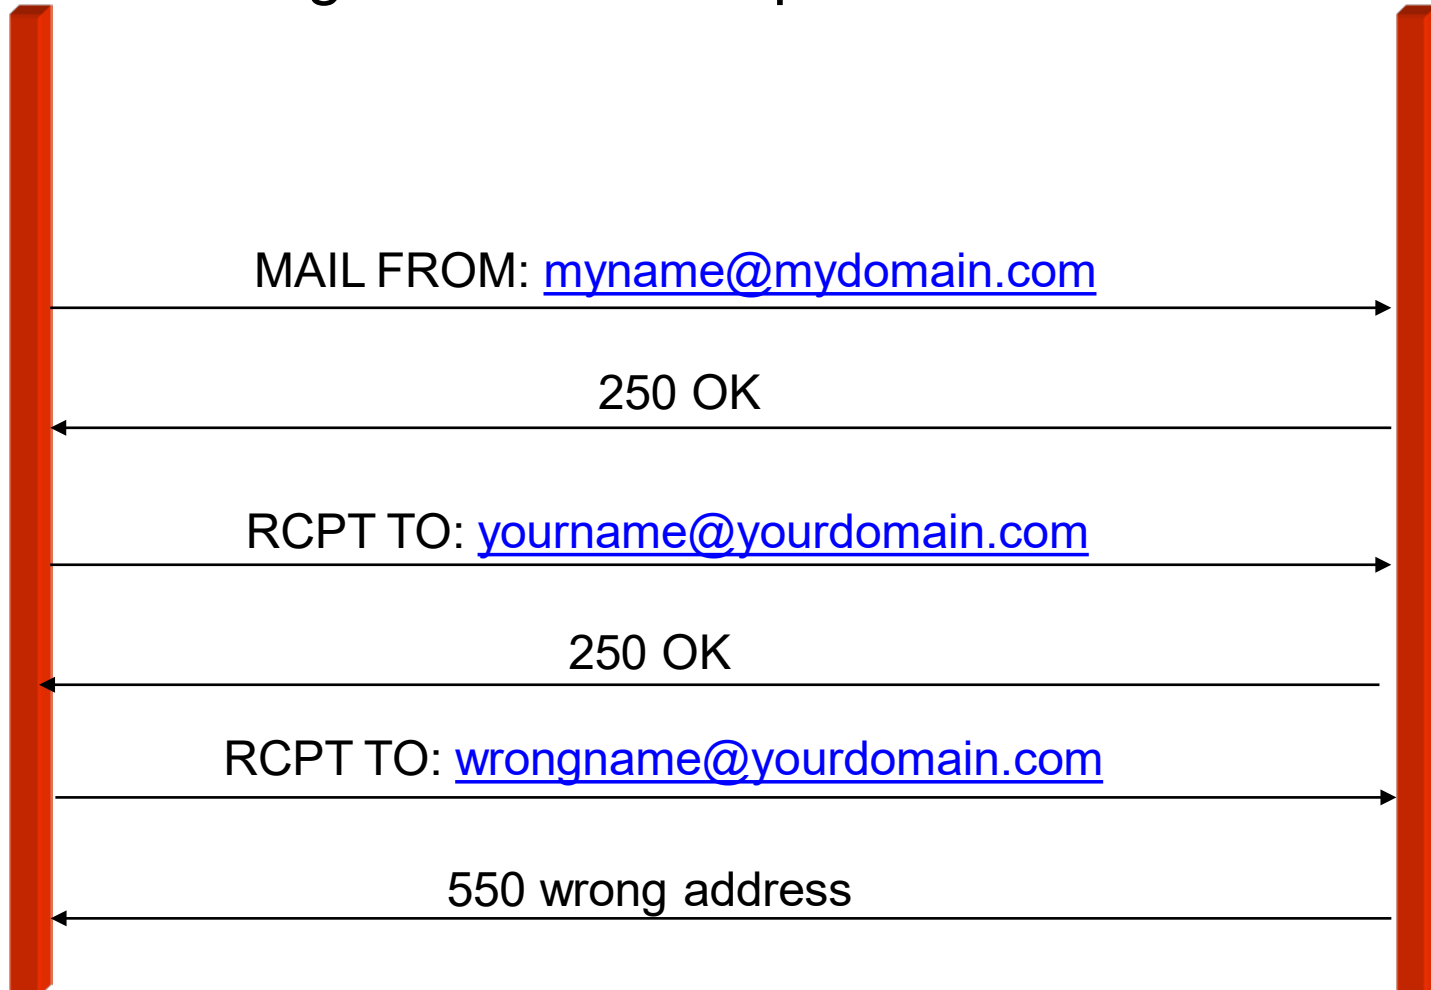 MAIL FROM: myname@mydomain.com
250 OK
RCPT TO: yourname@yourdomain.com
250 OK
RCPT TO: wrongname@yourdomain.com
550 wrong address